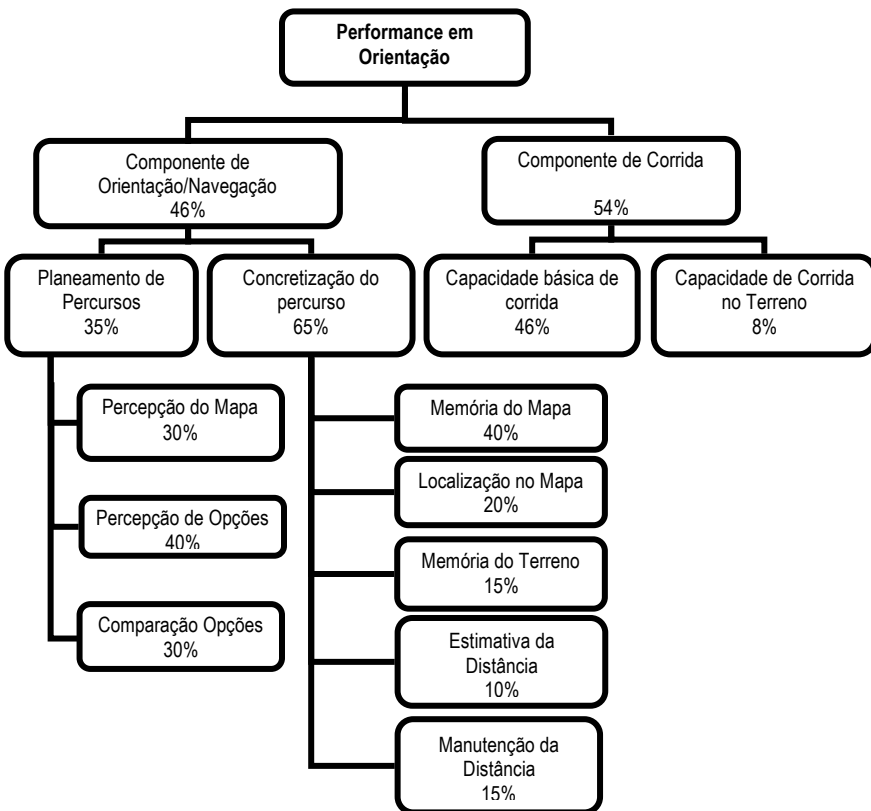 Performance em
Orientação
Componente de
Orientação/Navegação
46%
Componente de Corrida
54%
Planeamento de
Percursos
35%
Concretização do
percurso
65%
Capacidade básica de
corrida
46%
Capacidade de Corrida
no Terreno
8%
Percepção do Mapa
30%
Percepção de Opções
40%
Comparação Opções
30%
Memória do Mapa
40%
Localização no Mapa
20%
Memória do Terreno
15%
Estimativa da
Distância
10%
Manutenção da
Distância
15%